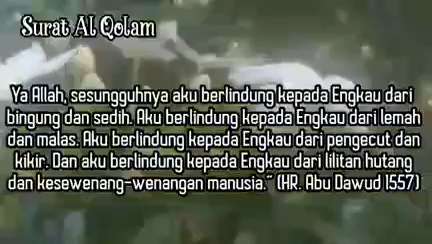 Surat Al Qolam
Ya Allah, sesungguhnya aku berlindung kepada Engkau dari
bingung dan sedih. Aku berlindung kepada Engkau dari lemah
dan malas. Aku berlindung kepada Engkau dari pengecut dan
kikir. Dan aku berlindung kepada Engkau dari lilitan hutang
dan kesewenang-wenangan manusia.” (HR. Abu Dawud 1557)